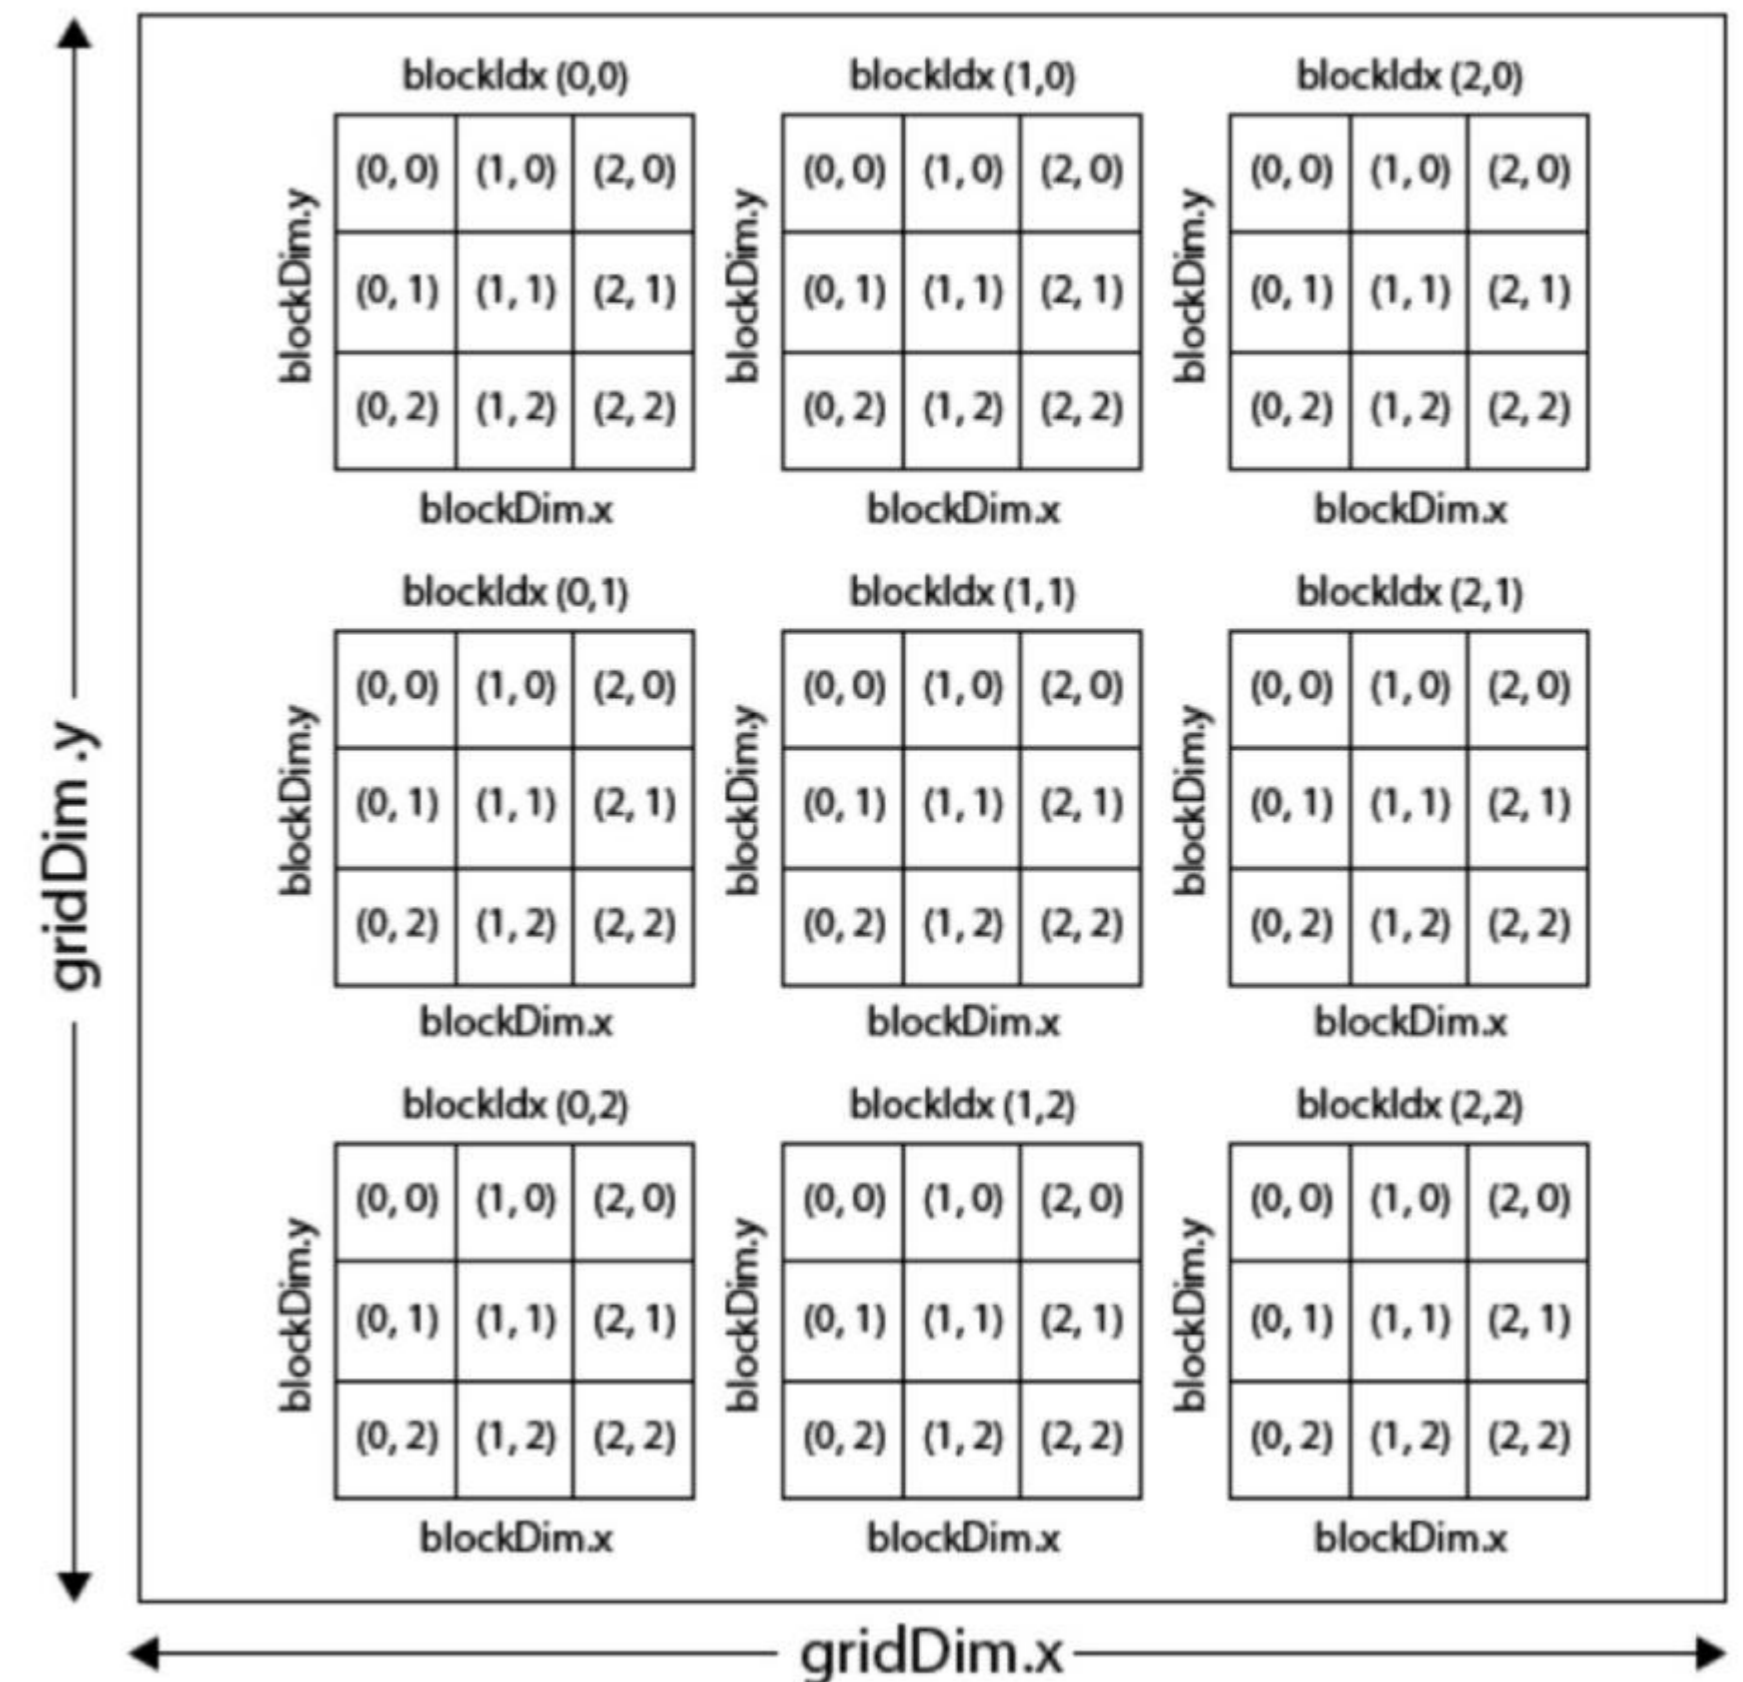 blockIdx (0,0) blockIdx (1,0) blockIdx (2,0)
(0, 0) (1, 0) (2, 0) (0, 0) (1, 0) (2, 0) (0, 0) (1, 0) (2, 0)
blockDim.y blockDim.y blockDim.y
(0, 1) (1, 1) (2, 1) (0, 1) (1, 1) (2, 1) (0, 1) (1, 1) (2, 1)
(0, 2) (1, 2) (2, 2) (0, 2) (1, 2) (2, 2) (0, 2) (1, 2) (2, 2)
blockDim.x blockDim.x blockDim.x
blockIdx (0,1) blockIdx (1,1) blockIdx (2,1)
(0, 0) (1, 0) (2, 0) (0, 0) (1, 0) (2, 0) (0, 0) (1, 0) (2, 0)
blockDim.y blockDim.y blockDim.y
(0, 1) (1, 1) (2, 1) (0, 1) (1, 1) (2, 1) (0, 1) (1, 1) (2, 1)
gridDim .y
(0, 2) (1, 2) (2, 2) (0, 2) (1, 2) (2, 2) (0, 2) (1, 2) (2, 2)
blockDim.x blockDim.x blockDim.x
blockIdx (0,2) blockIdx (1,2) blockIdx (2,2)
(0, 0) (1, 0) (2, 0) (0, 0) (1, 0) (2, 0) (0, 0) (1, 0) (2, 0)
blockDim.y blockDim.y blockDim.y
(0, 1) (1, 1) (2, 1) (0, 1) (1, 1) (2, 1) (0, 1) (1, 1) (2, 1)
(0, 2) (1, 2) (2, 2) (0, 2) (1, 2) (2, 2) (0, 2) (1, 2) (2, 2)
blockDim.x blockDim.x blockDim.x
gridDim.x